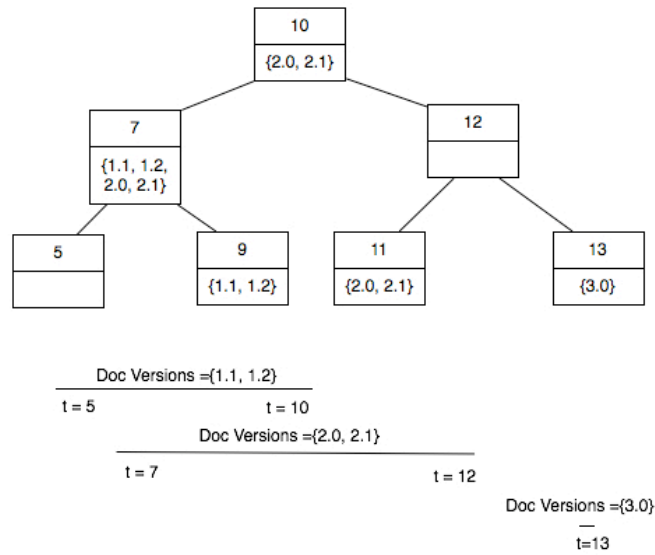 10
{2.0, 2.1}
7
12
{1.1, 1.2,
2.0, 2.1}
5
9
11
13
{1.1, 1.2}
{2.0, 2.1}
{3.0}
Doc Versions ={1.1, 1.2}
t = 5
t = 10
Doc Versions ={2.0, 2.1}
t = 7
t = 12
Doc Versions ={3.0}
t=13